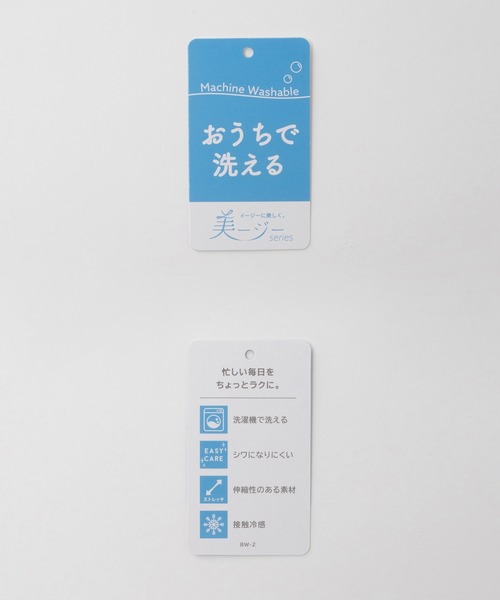 Machine Washable
おうちで
洗える
イージーに美しく。
美ージー
series
忙しい毎日を
ちょっとラクに。
洗濯機で洗える
EASY
CARE
シワになりにくい
ストレッチ
伸縮性のある素材
接触冷感
BW-2